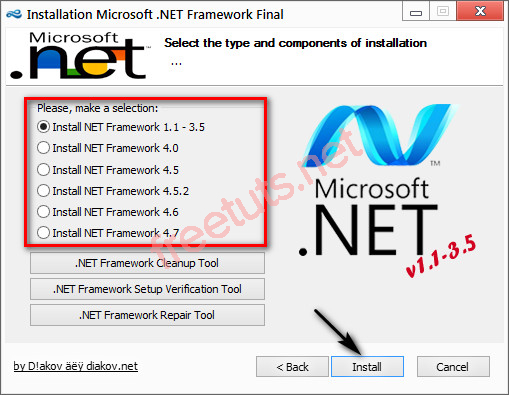 Installation Microsoft .NET Framework Final
Microsoft
.net
Select the type and components of installation
...
Please, make a selection:
Install NET Framework 1.1 - 3.5
Install NET Framework 4.0
Install NET Framework 4.5
Install NET Framework 4.5.2
Install NET Framework 4.6
Install NET Framework 4.7
.NET Framework Cleanup Tool
.NET Framework Setup Verification Tool
.NET Framework Repair Tool
TM
Microsoft
.NET
v1.1-3.5
freetuts.net
by D!akov äëÿ diakov.net
< Back
Install
Cancel